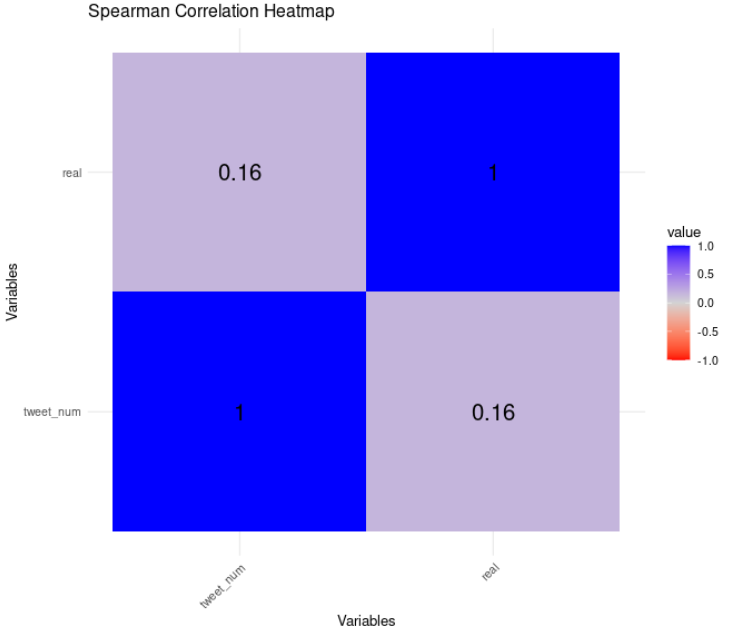 Spearman Correlation Heatmap
real
0.16
1
tweet_num
1
0.16
tweet_num
real
Variables
Variables
value
1.0
0.5
0.0
-0.5
-1.0